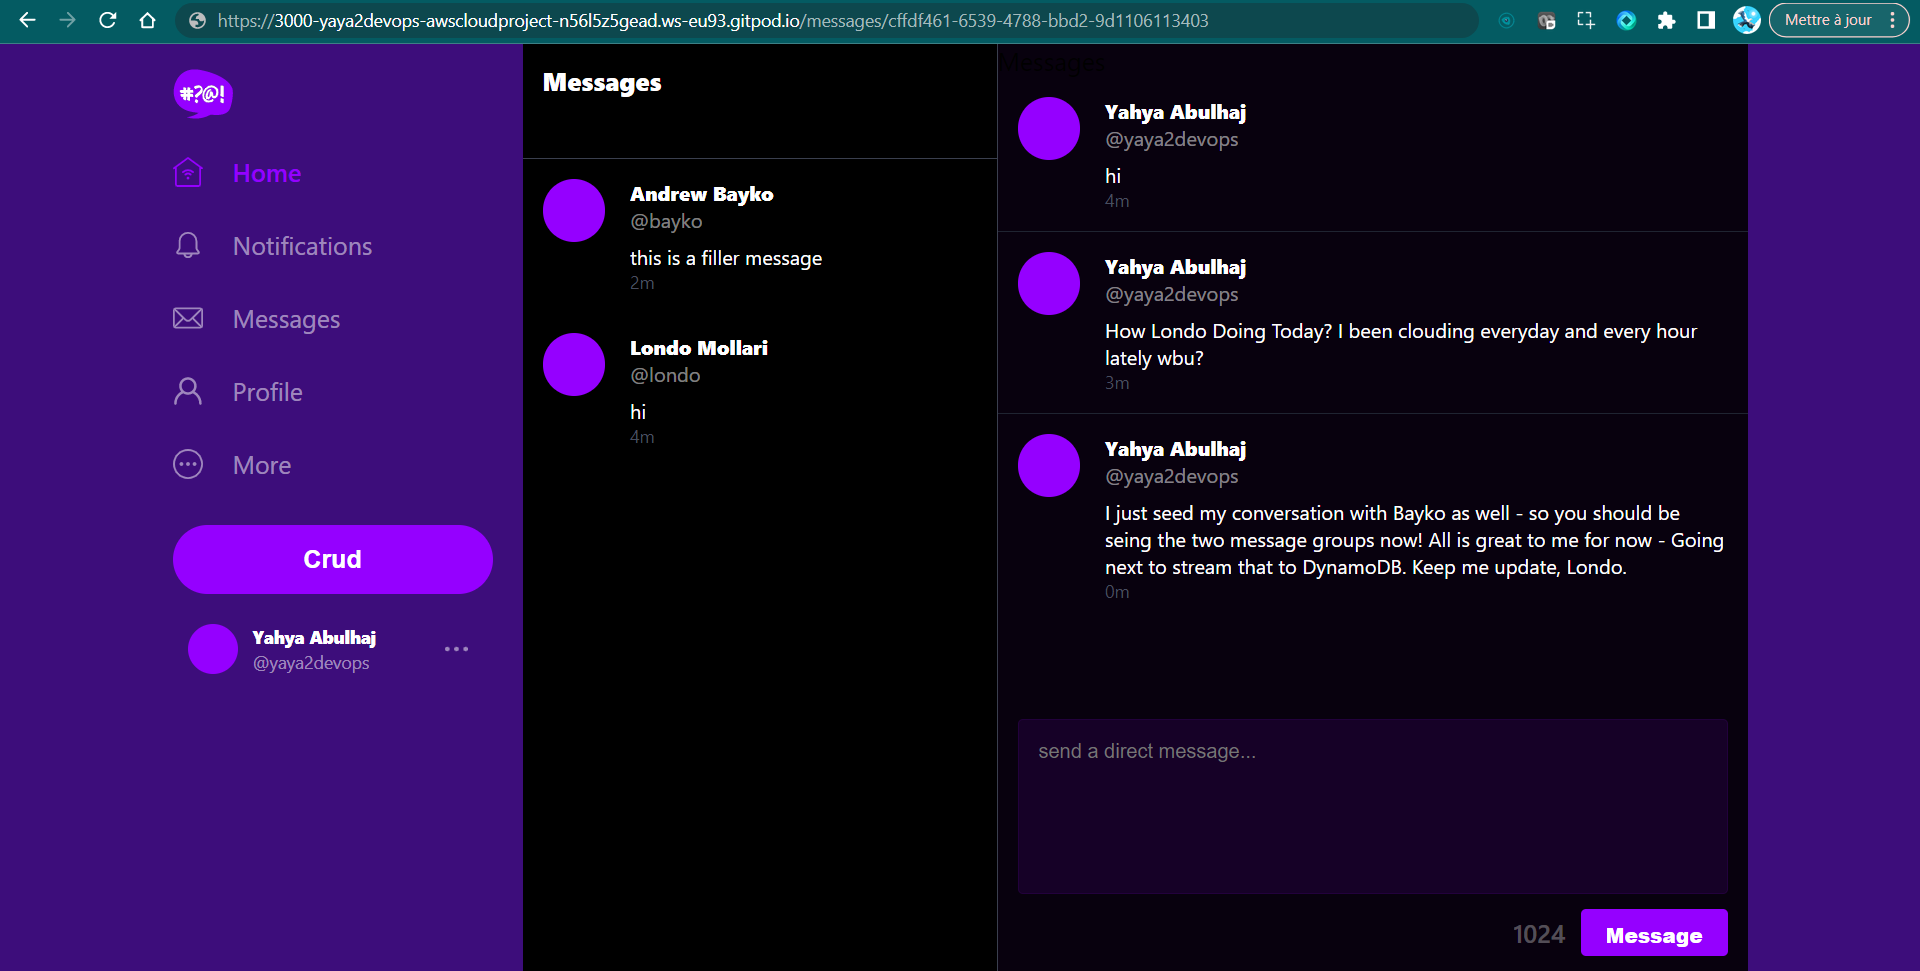 https://3000-yaya2devops-awscloudproject-n56l5z5gead.ws-eu93.gitpod.io/messages/cffdf461-6539-4788-bbd2-9d1106113403
Mettre à jour
#?@!
Home
Notifications
Messages
Profile
More
Crud
Yahya Abulhaj
@yaya2devops
Messages
Andrew Bayko
@bayko
this is a filler message
2m
Londo Mollari
@londo
hi
4m
Messages
Yahya Abulhaj
@yaya2devops
hi
4m
Yahya Abulhaj
@yaya2devops
How Londo Doing Today? I been clouding everyday and every hour
lately wbu?
3m
Yahya Abulhaj
@yaya2devops
I just seed my conversation with Bayko as well - so you should be
seing the two message groups now! All is great to me for now - Going
next to stream that to DynamoDB. Keep me update, Londo.
0m
send a direct message...
1024
Message